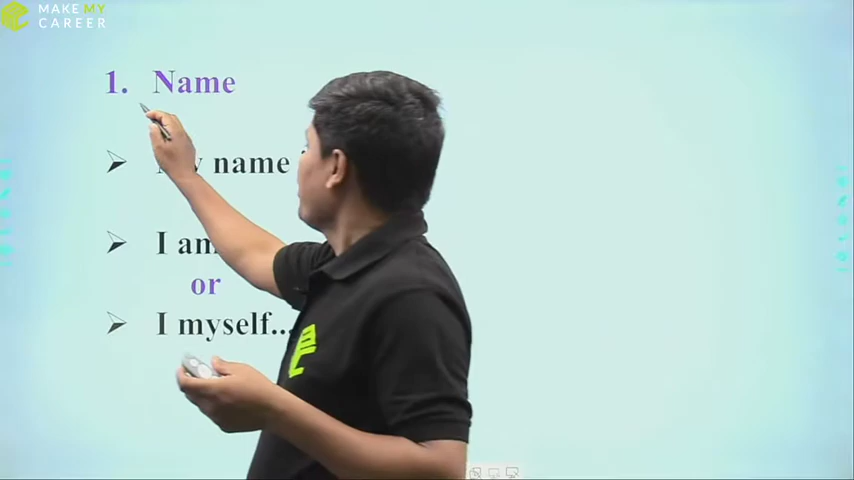 MAKE MY
CAREER
1. Name
name
I am
or
I myself...